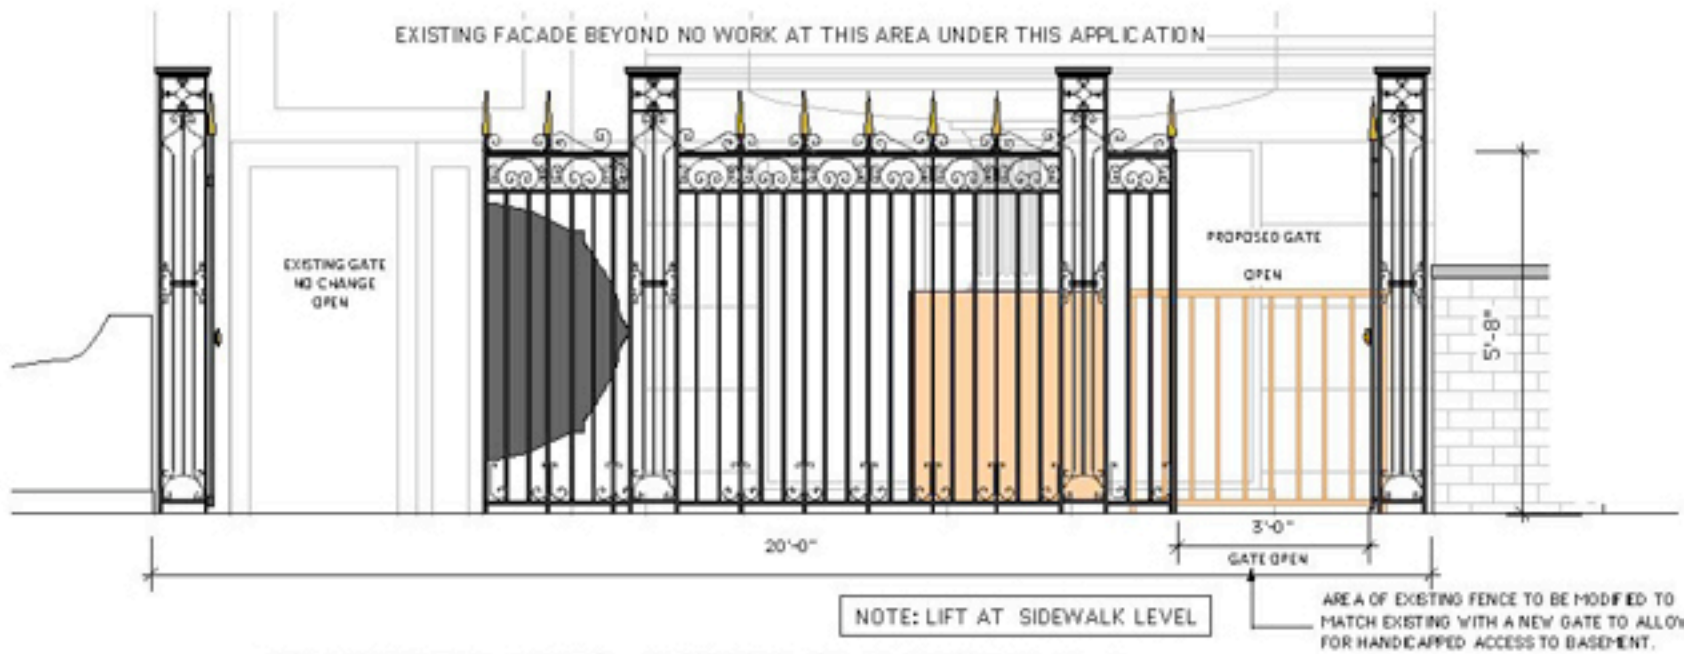 EXISTING FACADE BEYOND NO WORK AT THIS AREA UNDER THIS APPLICATION
EXISTING GATE
NO CHANGE
OPEN
PROPOSED GATE
OPEN
5'-8"
20'-0"
3'-0"
GATE OPEN
NOTE: LIFT AT SIDEWALK LEVEL
AREA OF EXISTING FENCE TO BE MODIFIED TO
MATCH EXISTING WITH A NEW GATE TO ALLOW
FOR HANDICAPPED ACCESS TO BASEMENT.